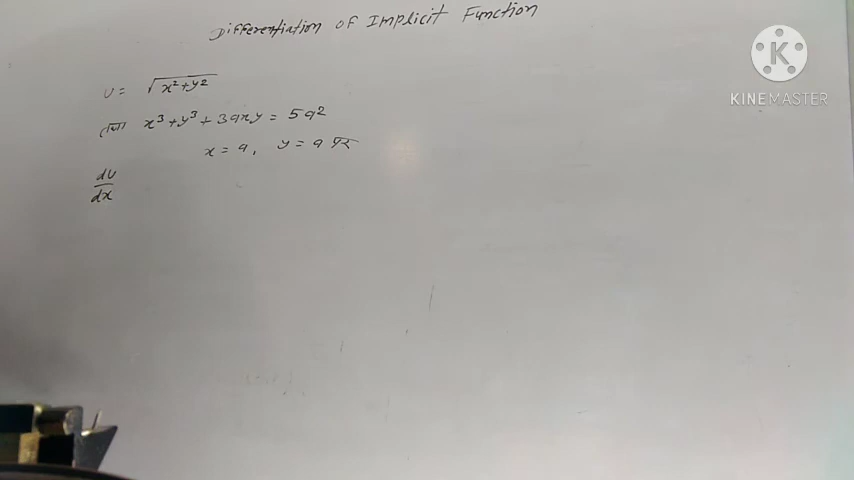 Differentiation of Implicit Function
KINEMASTER
U = √x²+y²
तथा x³+y³+3axy = 5a²
x = a, y = a पर
dU/dx